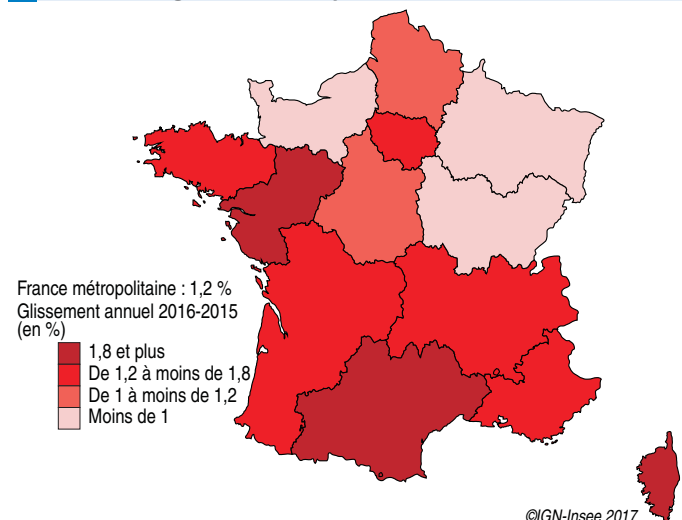 France métropolitaine : 1,2 %
Glissement annuel 2016-2015
(en %)
1,8 et plus
De 1,2 à moins de 1,8
De 1 à moins de 1,2
Moins de 1
©IGN-Insee 2017